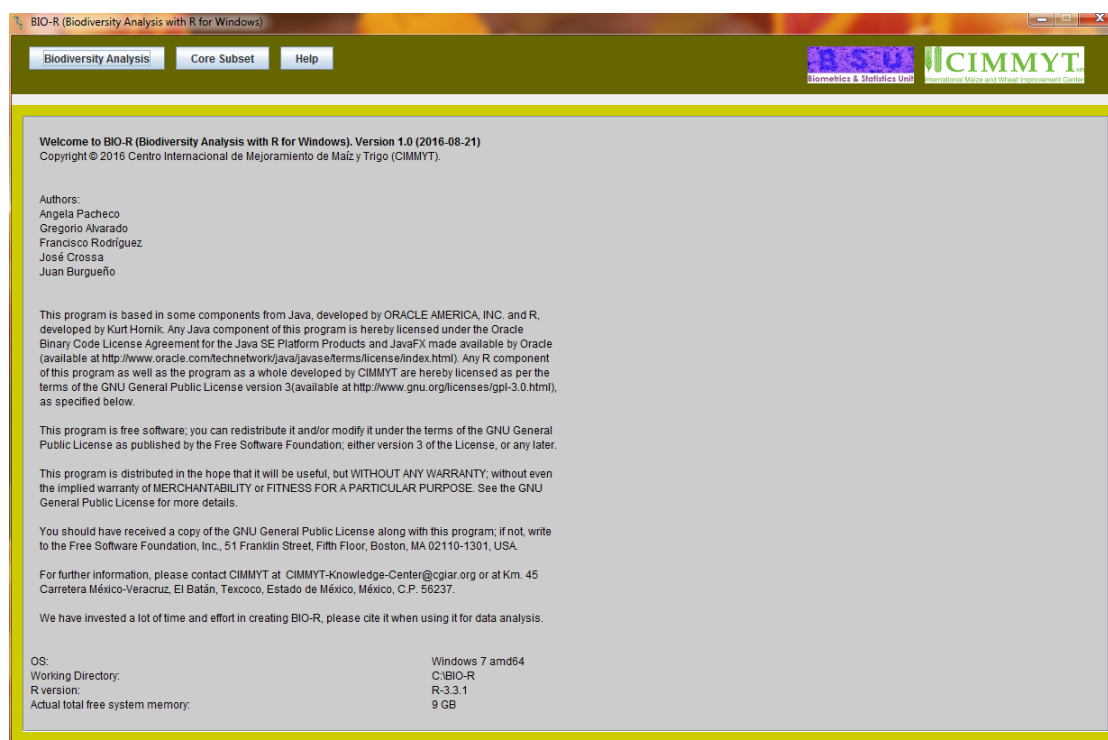 BIO-R (Biodiversity Analysis with R for Windows)
Biodiversity Analysis Core Subset Help
B S U
Biometrics & Statistics Unit
CIMMYT
International Maize and Wheat Improvement Center
Welcome to BIO-R (Biodiversity Analysis with R for Windows). Version 1.0 (2016-08-21)
Copyright © 2016 Centro Internacional de Mejoramiento de Maíz y Trigo (CIMMYT).
Authors:
Angela Pacheco
Gregorio Alvarado
Francisco Rodríguez
José Crossa
Juan Burgueño
This program is based in some components from Java, developed by ORACLE AMERICA, INC. and R,
developed by Kurt Hornik. Any Java component of this program is hereby licensed under the Oracle
Binary Code License Agreement for the Java SE Platform Products and JavaFX made available by Oracle
(available at http://www.oracle.com/technetwork/java/javase/terms/license/index.html). Any R component
of this program as well as the program as a whole developed by CIMMYT are hereby licensed as per the
terms of the GNU General Public License version 3(available at http://www.gnu.org/licenses/gpl-3.0.html),
as specified below.
This program is free software; you can redistribute it and/or modify it under the terms of the GNU General
Public License as published by the Free Software Foundation; either version 3 of the License, or any later.
This program is distributed in the hope that it will be useful, but WITHOUT ANY WARRANTY; without even
the implied warranty of MERCHANTABILITY or FITNESS FOR A PARTICULAR PURPOSE. See the GNU
General Public License for more details.
You should have received a copy of the GNU General Public License along with this program; if not, write
to the Free Software Foundation, Inc., 51 Franklin Street, Fifth Floor, Boston, MA 02110-1301, USA.
For further information, please contact CIMMYT at CIMMYT-Knowledge-Center@cgiar.org or at Km. 45
Carretera México-Veracruz, El Batán, Texcoco, Estado de México, México, C.P. 56237.
We have invested a lot of time and effort in creating BIO-R, please cite it when using it for data analysis.
OS: Windows 7 amd64
Working Directory: C:\BIO-R
R version: R-3.3.1
Actual total free system memory: 9 GB